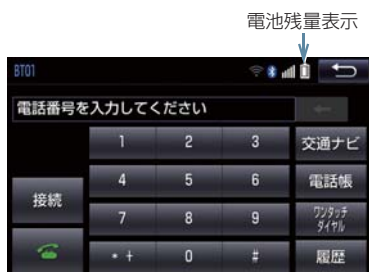 電池残量表示
BT01
電話番号を入力してください
1 2 3 交通ナビ
4 5 6 電話帳
接続
7 8 9 ワンタッチ
ダイヤル
* + 0 # 履歴